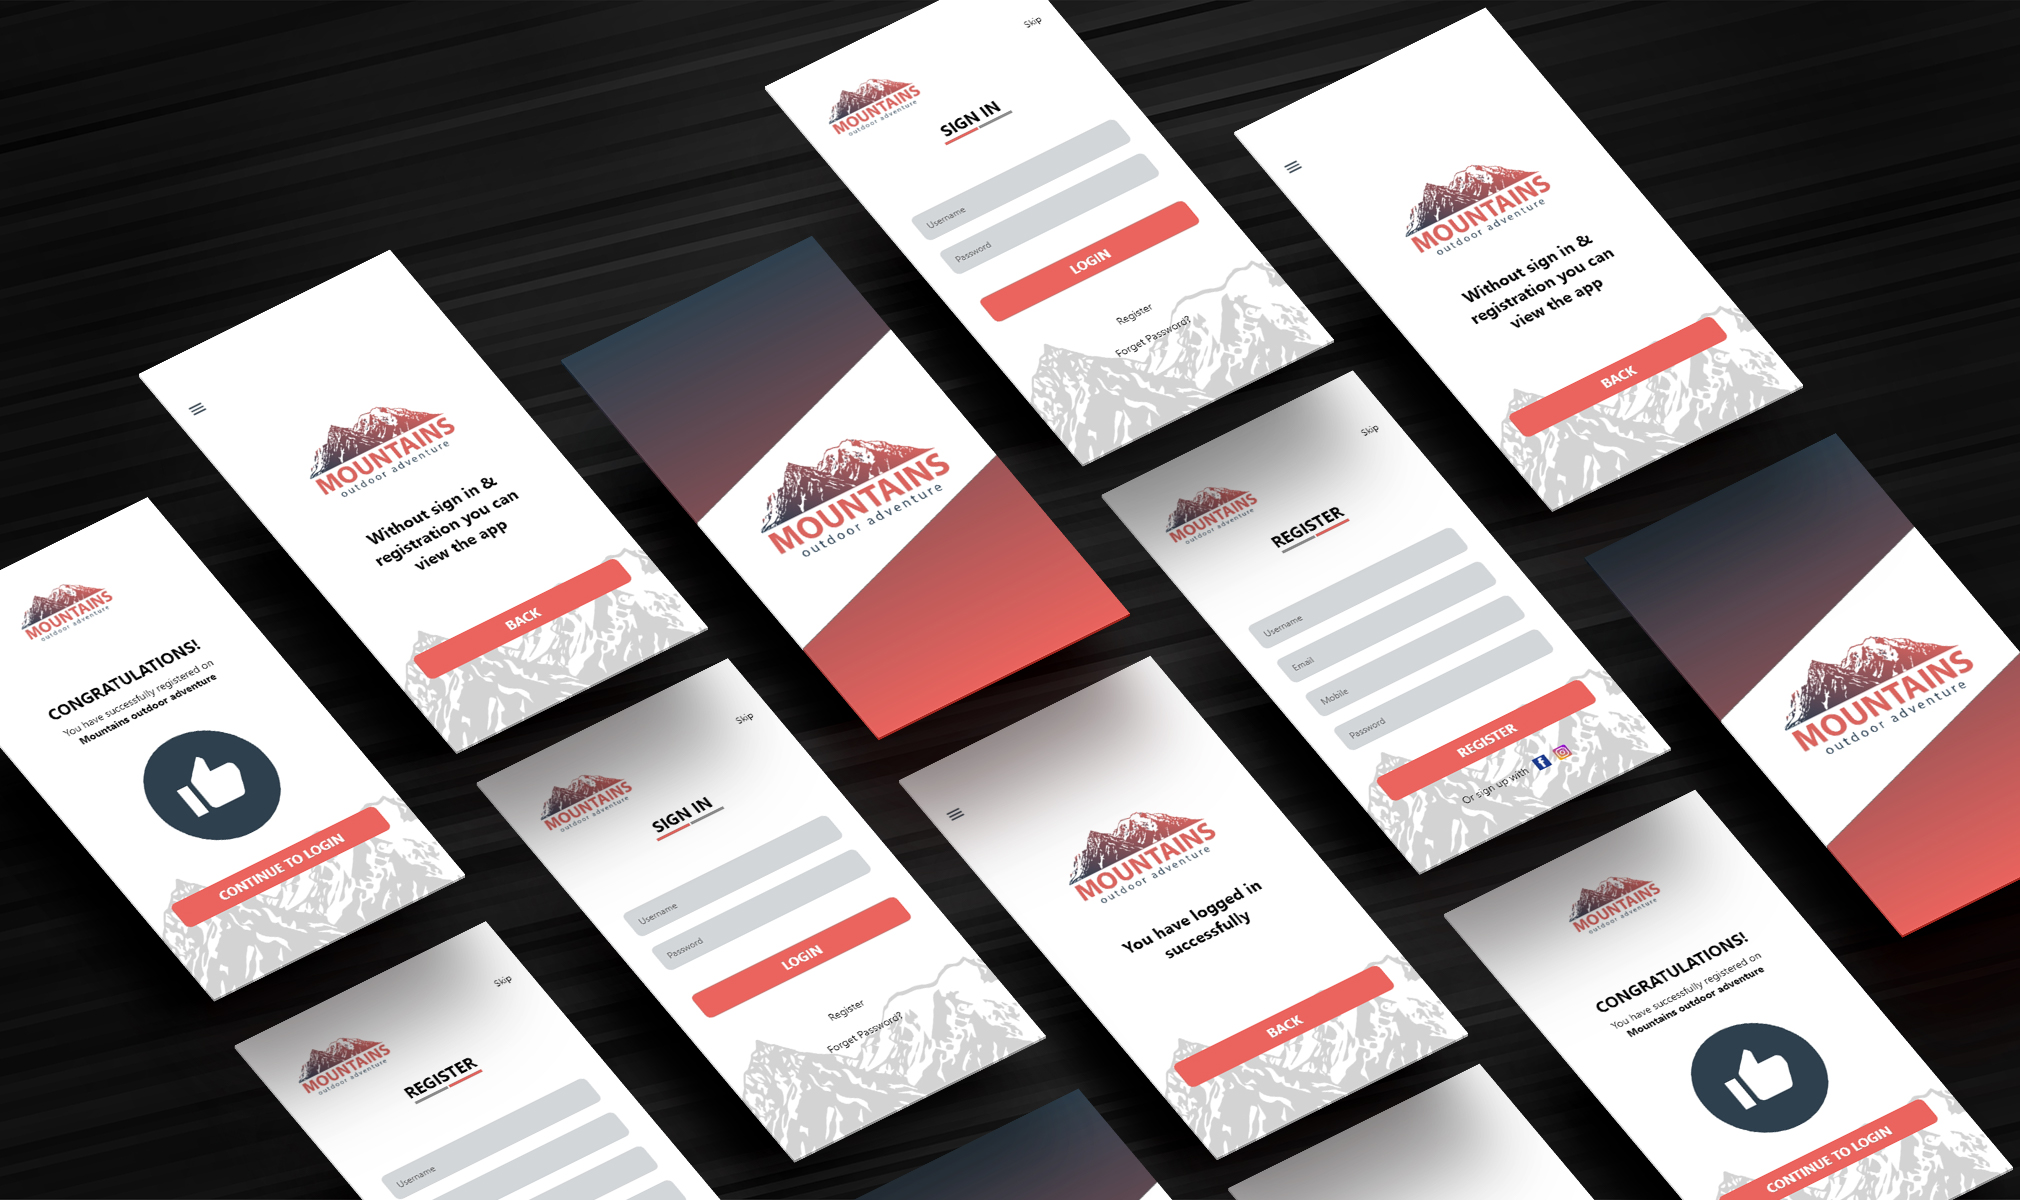 Skip
MOUNTAINS
outdoor adventure
SIGN IN
Username
Password
LOGIN
Register
Forget Password?
MOUNTAINS
outdoor adventure
Without sign in &
registration you can
view the app
BACK
MOUNTAINS
outdoor adventure
Without sign in &
registration you can
view the app
BACK
MOUNTAINS
outdoor adventure
Skip
MOUNTAINS
outdoor adventure
REGISTER
Username
Email
Mobile
Password
REGISTER
Or sign up with
MOUNTAINS
outdoor adventure
MOUNTAINS
outdoor adventure
CONGRATULATIONS!
You have successfully registered on
Mountains outdoor adventure
CONTINUE TO LOGIN
Skip
MOUNTAINS
outdoor adventure
SIGN IN
Username
Password
LOGIN
Register
Forget Password?
MOUNTAINS
outdoor adventure
You have logged in
successfully
BACK
MOUNTAINS
outdoor adventure
CONGRATULATIONS!
You have successfully registered on
Mountains outdoor adventure
CONTINUE TO LOGIN
Skip
MOUNTAINS
outdoor adventure
REGISTER
Username